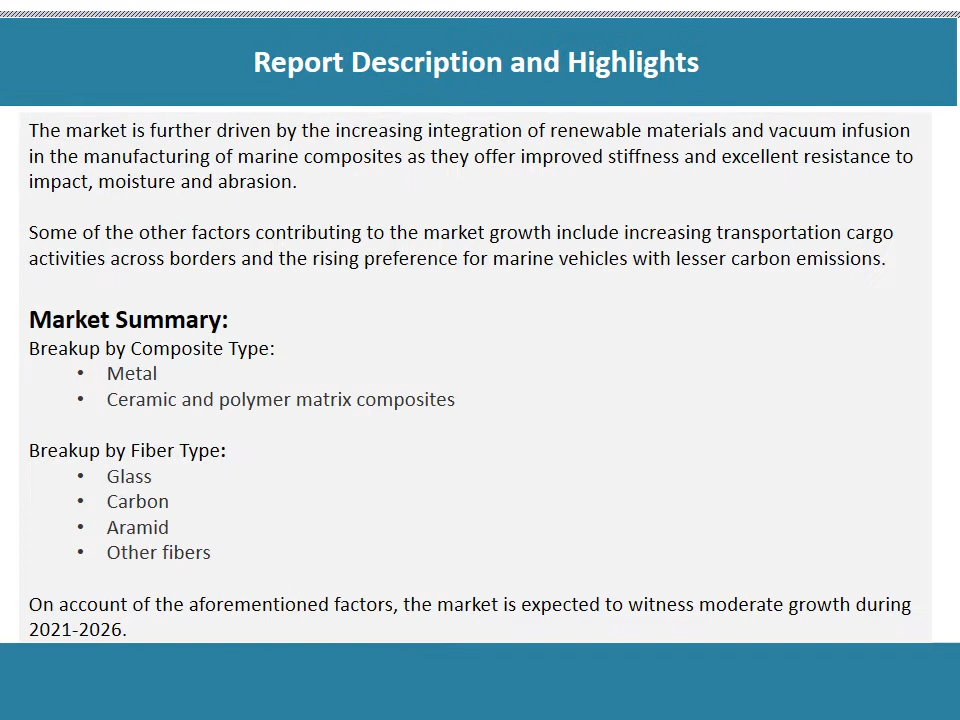 Report Description and Highlights
The market is further driven by the increasing integration of renewable materials and vacuum infusion
in the manufacturing of marine composites as they offer improved stiffness and excellent resistance to
impact, moisture and abrasion.
Some of the other factors contributing to the market growth include increasing transportation cargo
activities across borders and the rising preference for marine vehicles with lesser carbon emissions.
Market Summary:
Breakup by Composite Type:
• Metal
• Ceramic and polymer matrix composites
Breakup by Fiber Type:
• Glass
• Carbon
• Aramid
• Other fibers
On account of the aforementioned factors, the market is expected to witness moderate growth during
2021-2026.